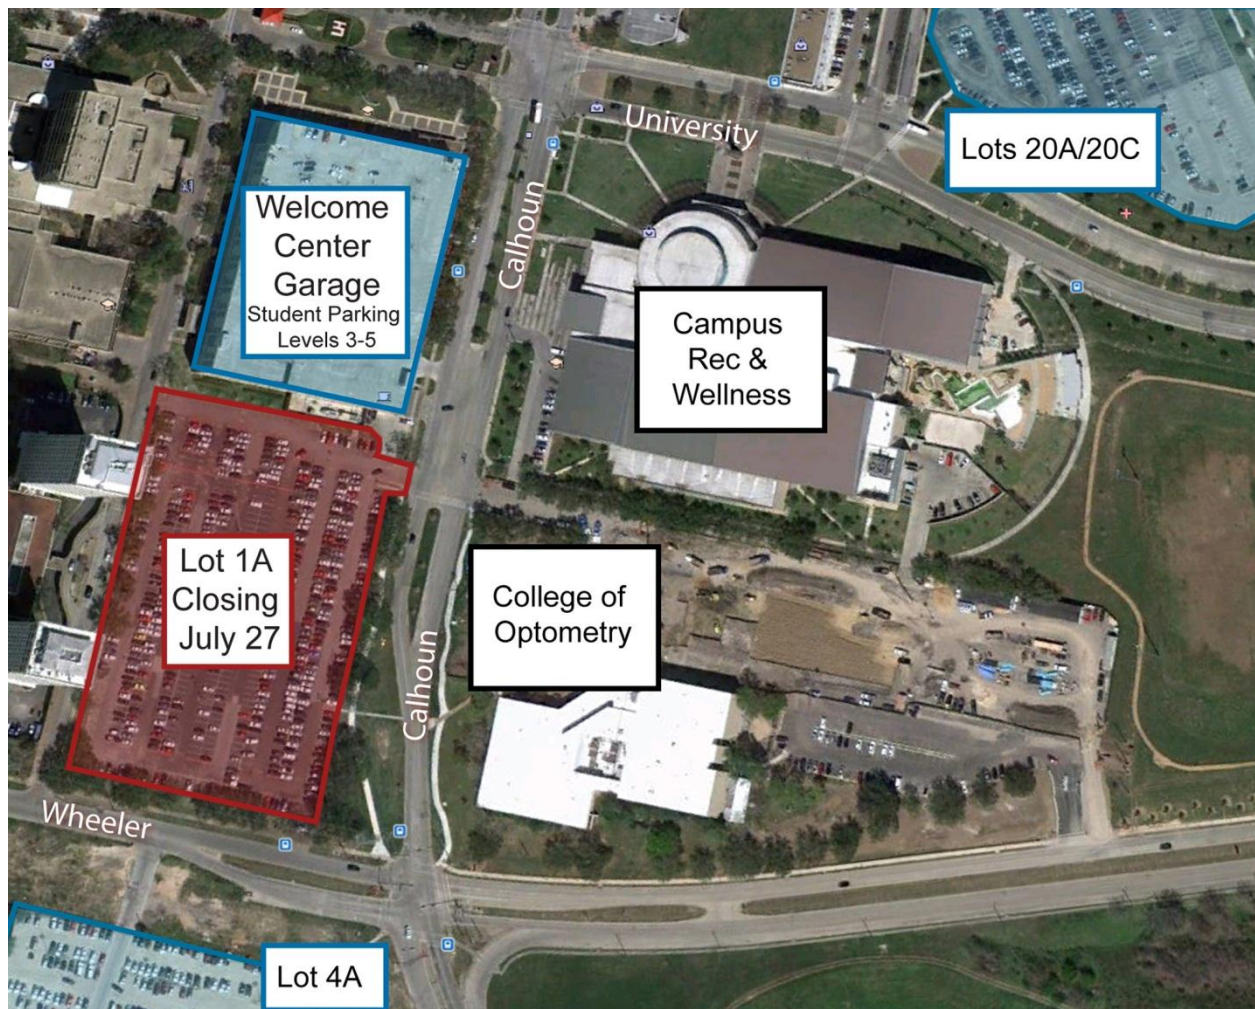 University
Lots 20A/20C
Welcome
Center
Garage
Student Parking
Levels 3-5
Calhoun
Campus
Rec &
Wellness
Lot 1A
Closing
July 27
College of
Optometry
Calhoun
Wheeler
Lot 4A